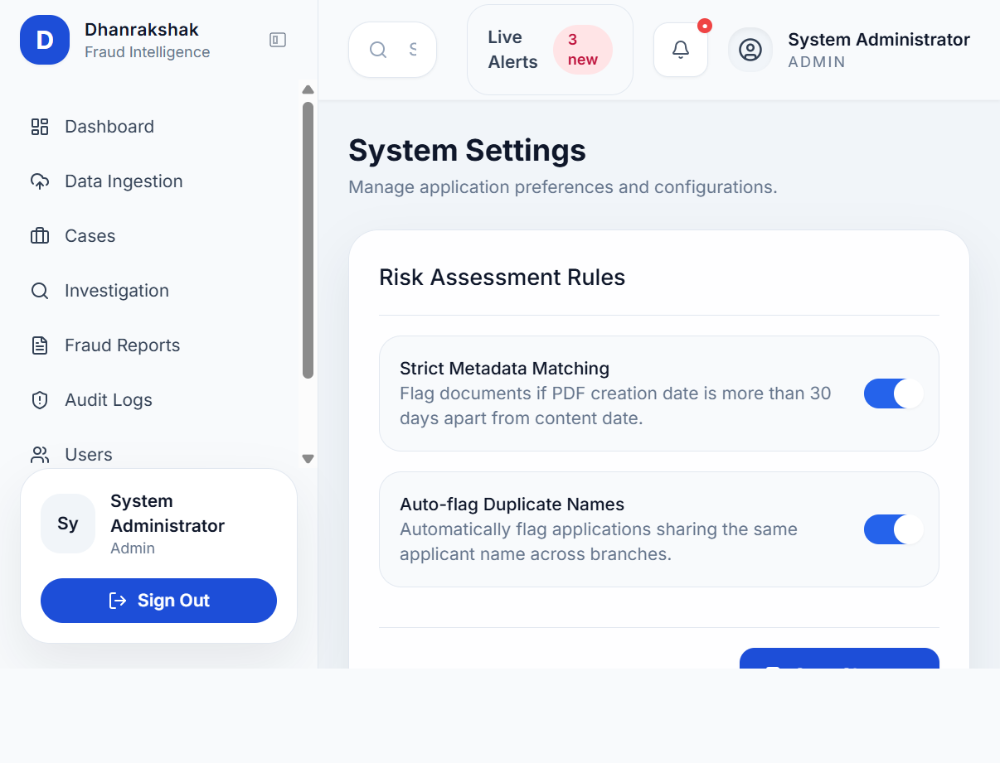 D
Dhanrakshak
Fraud Intelligence
Dashboard
Data Ingestion
Cases
Investigation
Fraud Reports
Audit Logs
Users
Sy
System
Administrator
Admin
Sign Out
Live
Alerts
3
new
System Administrator
ADMIN
System Settings
Manage application preferences and configurations.
Risk Assessment Rules
Strict Metadata Matching
Flag documents if PDF creation date is more than 30
days apart from content date.
Auto-flag Duplicate Names
Automatically flag applications sharing the same
applicant name across branches.